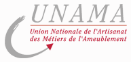 UNAMA
Union Nationale de l'Artisanat
des Métiers de l'Ameublement